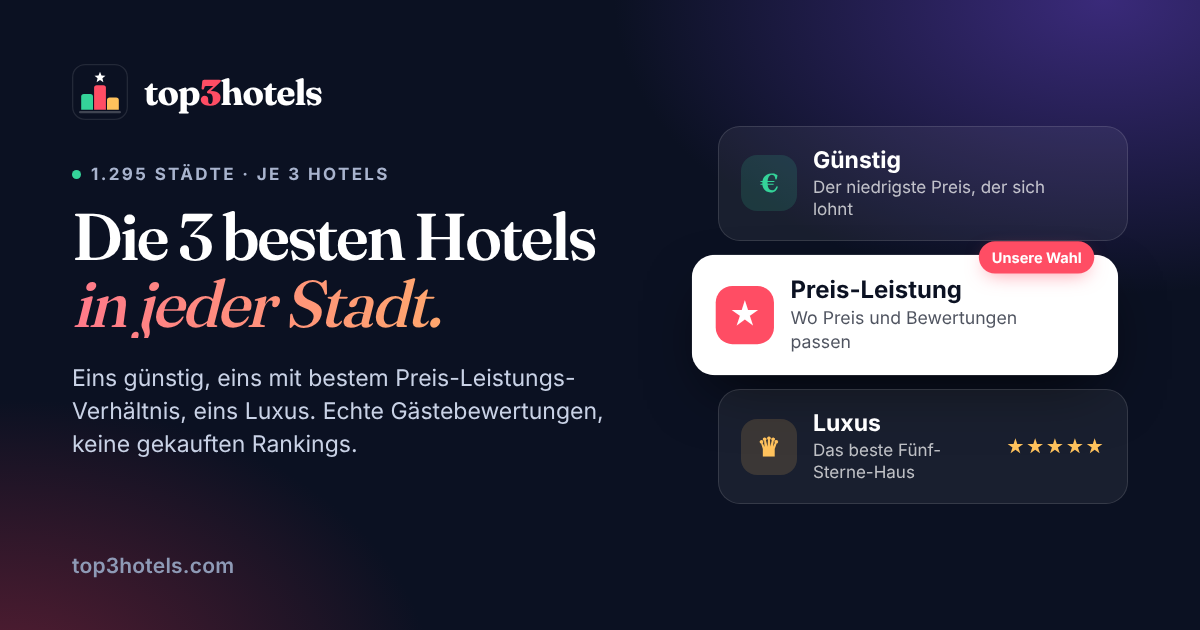 top3hotels
1.295 STÄDTE · JE 3 HOTELS
Die 3 besten Hotels
in jeder Stadt.
Eins günstig, eins mit bestem Preis-Leistungs-
Verhältnis, eins Luxus. Echte Gästebewertungen,
keine gekauften Rankings.
top3hotels.com
€
Günstig
Der niedrigste Preis, der sich
lohnt
Unsere Wahl
Preis-Leistung
Wo Preis und Bewertungen
passen
Luxus
Das beste Fünf-
Sterne-Haus
★★★★★